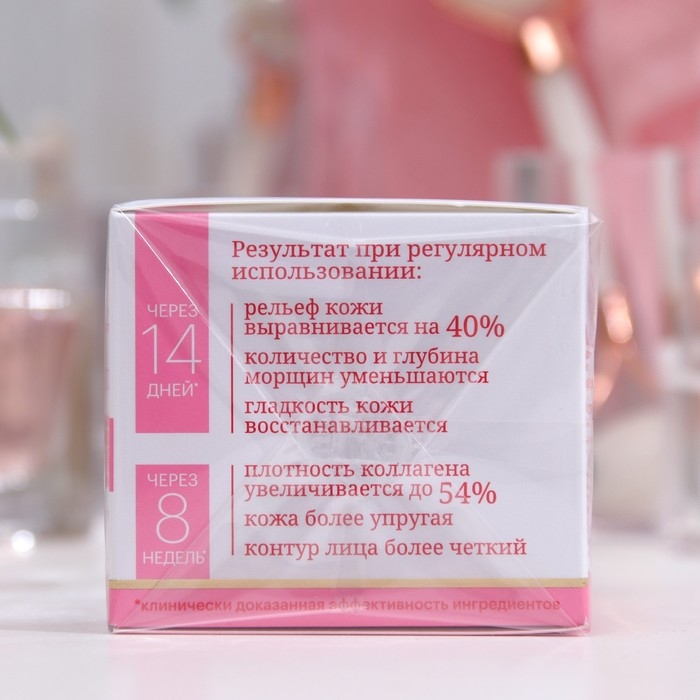 Результат при регулярном
использовании:
ЧЕРЕЗ
14
ДНЕЙ*
рельеф кожи
выравнивается на 40%
количество и глубина
морщин уменьшаются
гладкость кожи
восстанавливается
ЧЕРЕЗ
8
НЕДЕЛЬ*
плотность коллагена
увеличивается до 54%
кожа более упругая
контур лица более четкий
*клинически доказанная эффективность ингредиентов